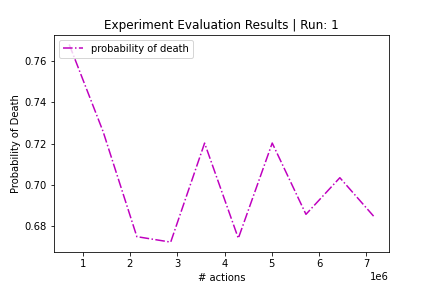 Experiment Evaluation Results | Run: 1
probability of death
Probability of Death
0.76
0.74
0.72
0.70
0.68
1 2 3 4 5 6 7
1e6
# actions